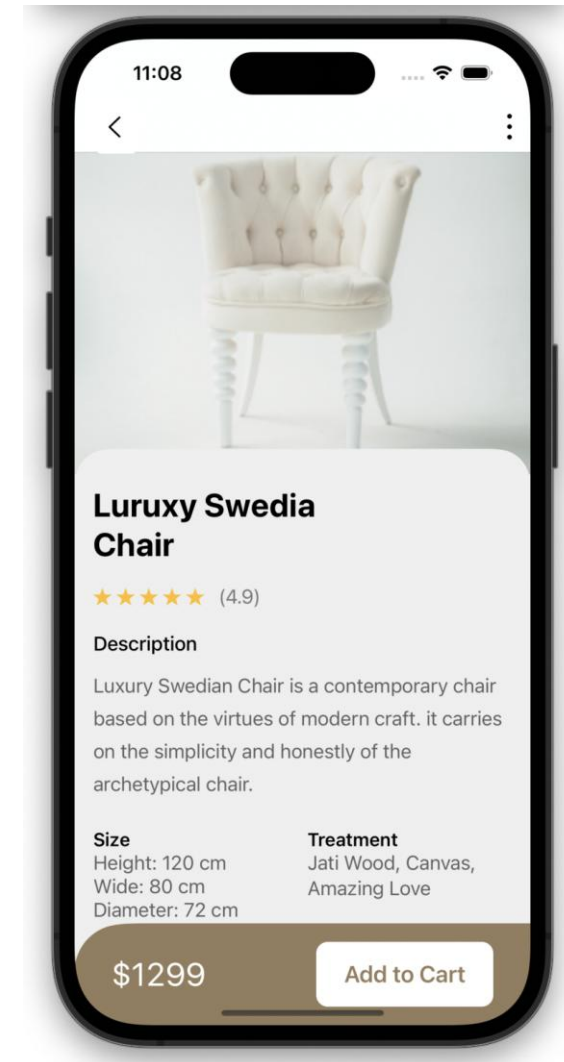 11:08
Luruxy Swedia
Chair
(4.9)
Description
Luxury Swedian Chair is a contemporary chair
based on the virtues of modern craft. it carries
on the simplicity and honestly of the
archetypical chair.
Size
Height: 120 cm
Wide: 80 cm
Diameter: 72 cm
Treatment
Jati Wood, Canvas,
Amazing Love
$1299
Add to Cart